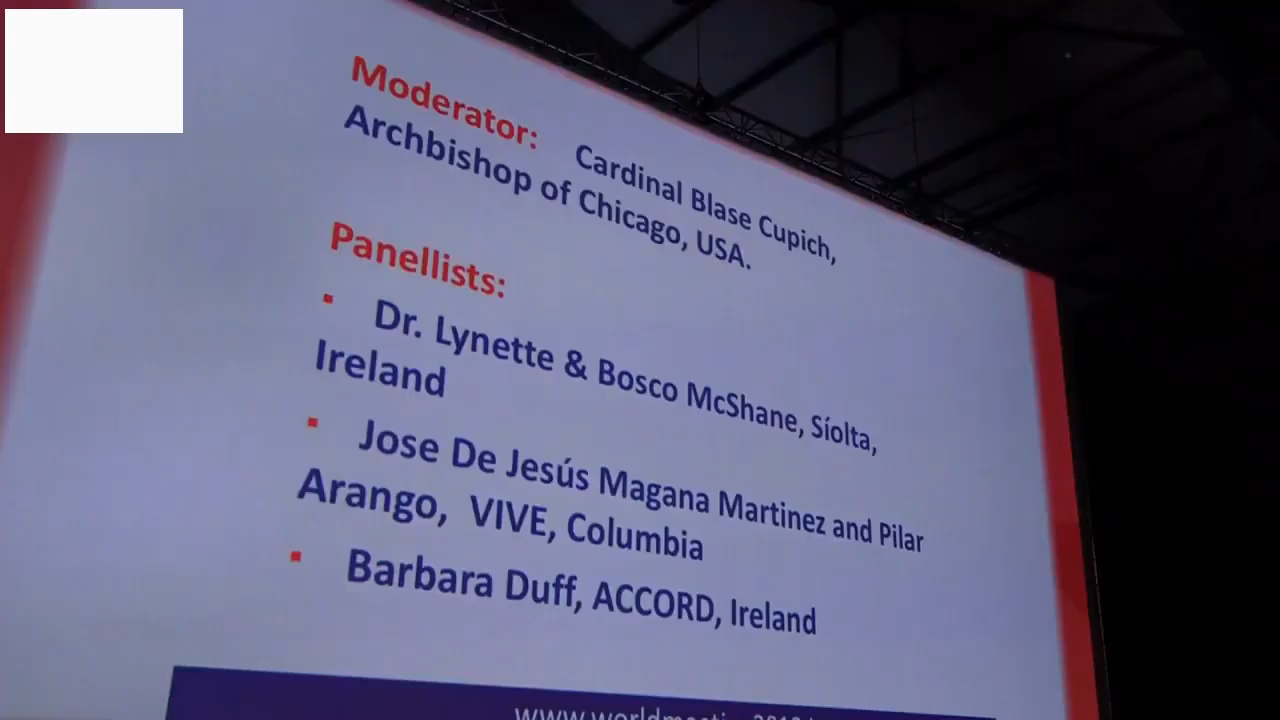 Moderator: Cardinal Blase Cupich,
Archbishop of Chicago, USA.
Panellists:
▪ Dr. Lynette & Bosco McShane, Síolta,
Ireland
▪ Jose De Jesús Magana Martinez and Pilar
Arango, VIVE, Columbia
▪ Barbara Duff, ACCORD, Ireland